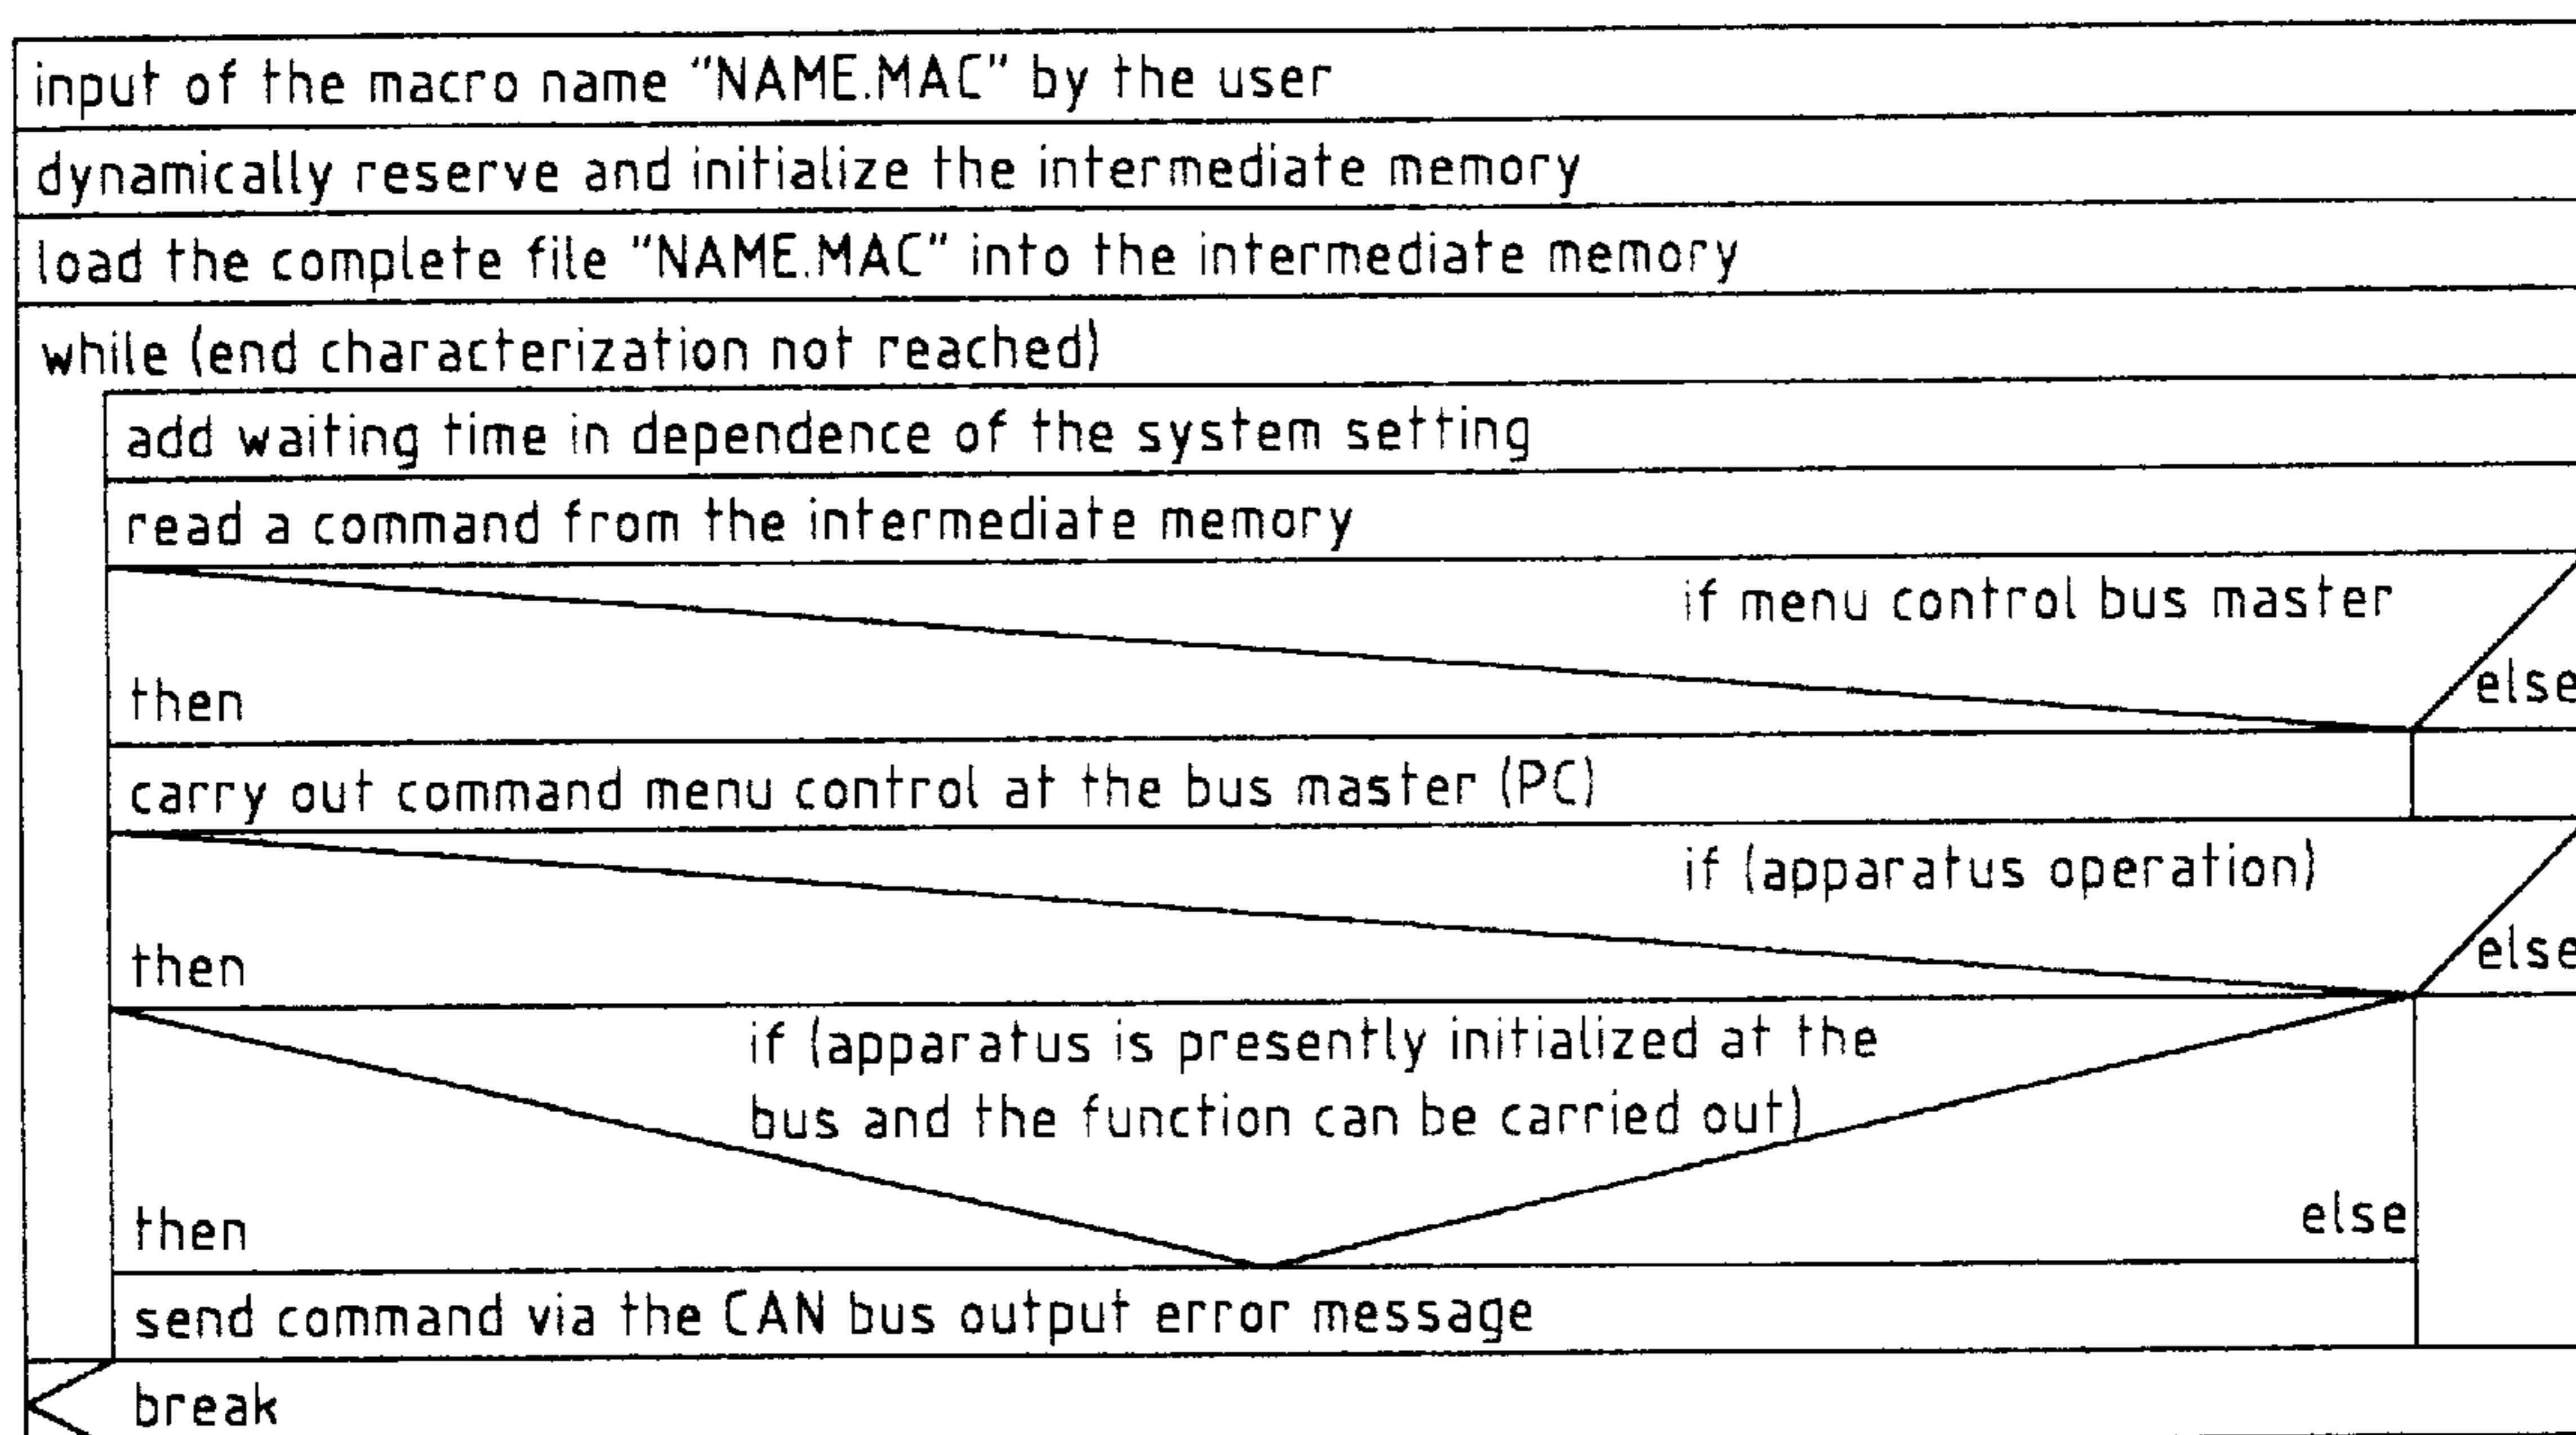 input of the macro name "NAME.MAC" by the user
dynamically reserve and initialize the intermediate memory
load the complete file "NAME.MAC" into the intermediate memory
while (end characterization not reached)
add waiting time in dependence of the system setting
read a command from the intermediate memory
if menu control bus master
then
else
carry out command menu control at the bus master (PC)
if (apparatus operation)
then
else
if (apparatus is presently initialized at the
bus and the function can be carried out)
then
else
send command via the CAN bus output error message
break